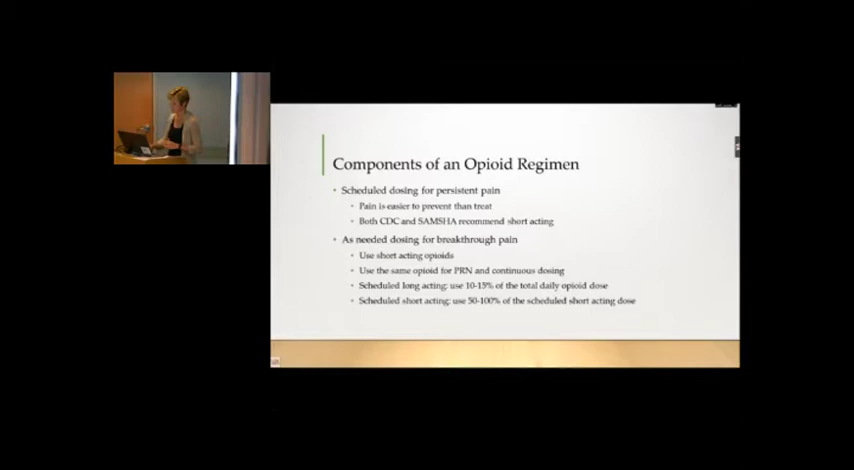 Components of an Opioid Regimen
• Scheduled dosing for persistent pain
• Pain is easier to prevent than treat
• Both CDC and SAMSHA recommend short acting
• As needed dosing for breakthrough pain
• Use short acting opioids
• Use the same opioid for PRN and continuous dosing
• Scheduled long acting: use 10-15% of the total daily opioid dose
• Scheduled short acting: use 50-100% of the scheduled short acting dose